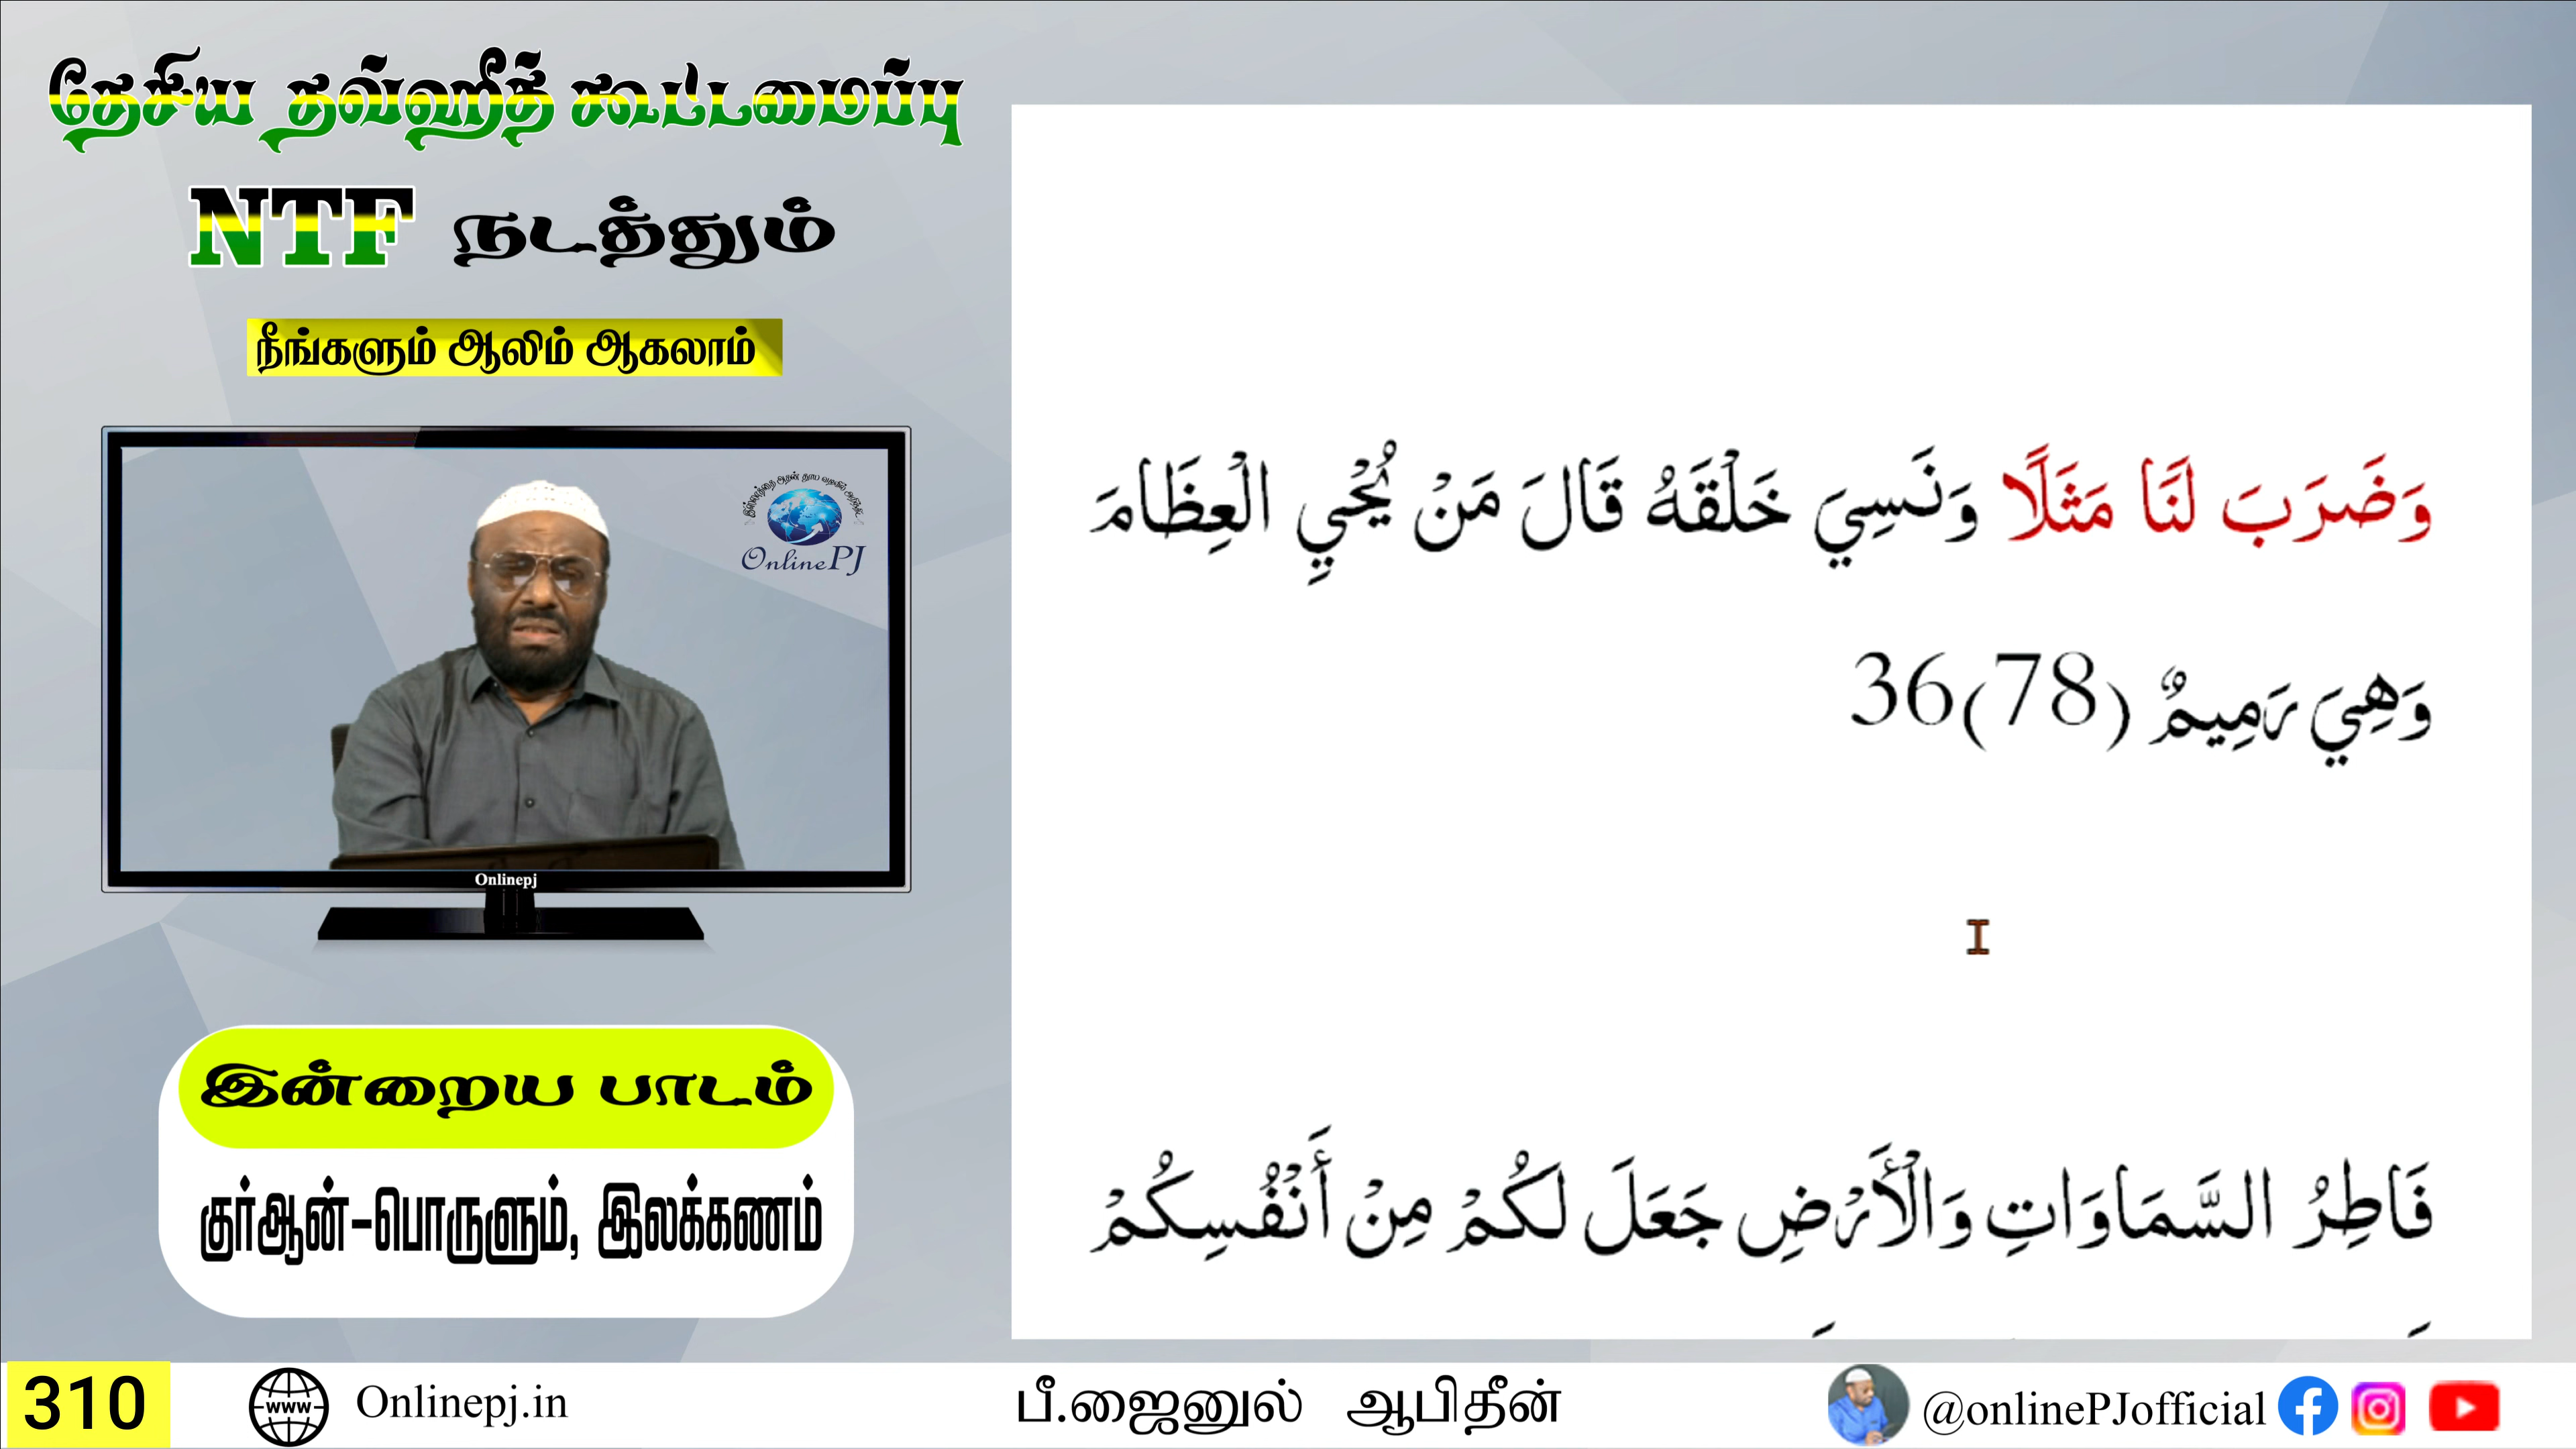 தேசிய தவ்ஹீத் கூட்டமைப்பு
NTF நடத்தும்
நீங்களும் ஆலிம் ஆகலாம்
OnlinePJ
Onlinepj
இன்றைய பாடம்
குர்ஆன்-பொருளும், இலக்கணம்
وَضَرَبَ لَنَا مَثَلًا وَنَسِيَ خَلْقَهُ قَالَ مَنْ يُحْيِ الْعِظَامَ
وَهِيَ رَمِيمٌ (78)36
فَاطِرُ السَّمَاوَاتِ وَالْأَرْضِ جَعَلَ لَكُمْ مِنْ أَنْفُسِكُمْ
310
www
Onlinepj.in
பீ.ஜைனுல் ஆபிதீன்
@onlinePJofficial